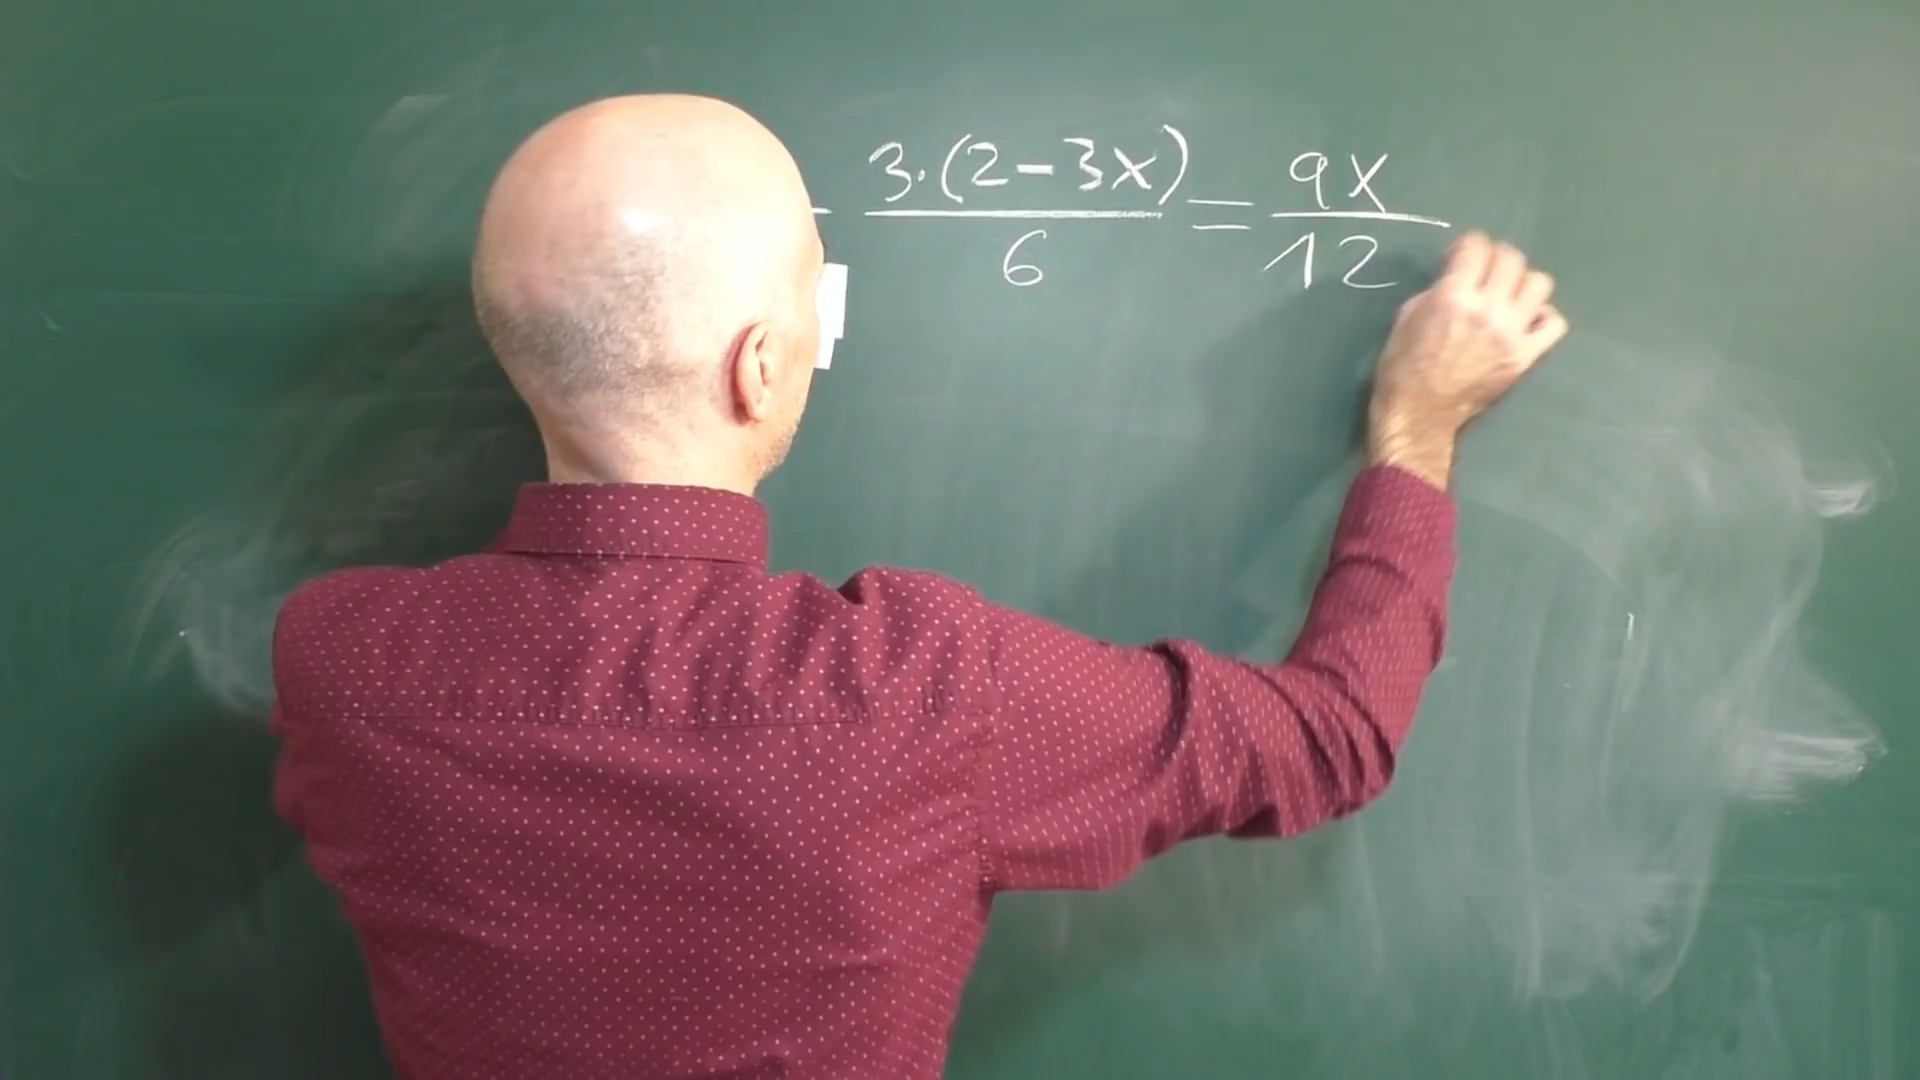 - 3·(2-3x)/6 = 9x/12